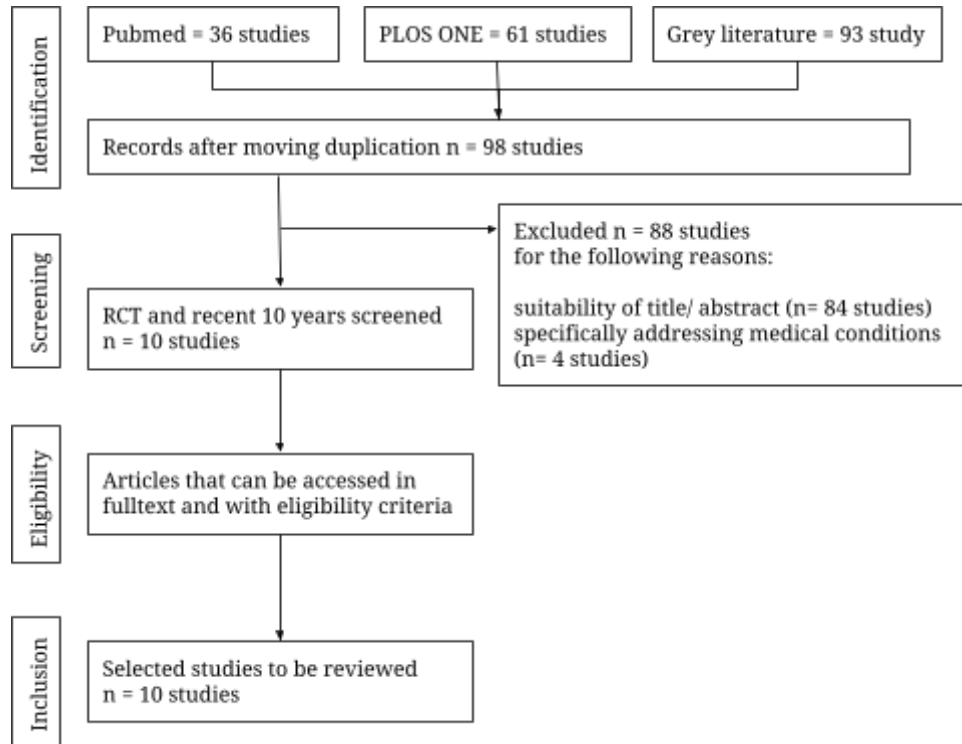 Identification
Pubmed = 36 studies
PLOS ONE = 61 studies
Grey literature = 93 study
Records after moving duplication n = 98 studies
Screening
Excluded n = 88 studies
for the following reasons:
suitability of title/ abstract (n= 84 studies)
specifically addressing medical conditions
(n= 4 studies)
RCT and recent 10 years screened
n = 10 studies
Eligibility
Articles that can be accessed in
fulltext and with eligibility criteria
Inclusion
Selected studies to be reviewed
n = 10 studies